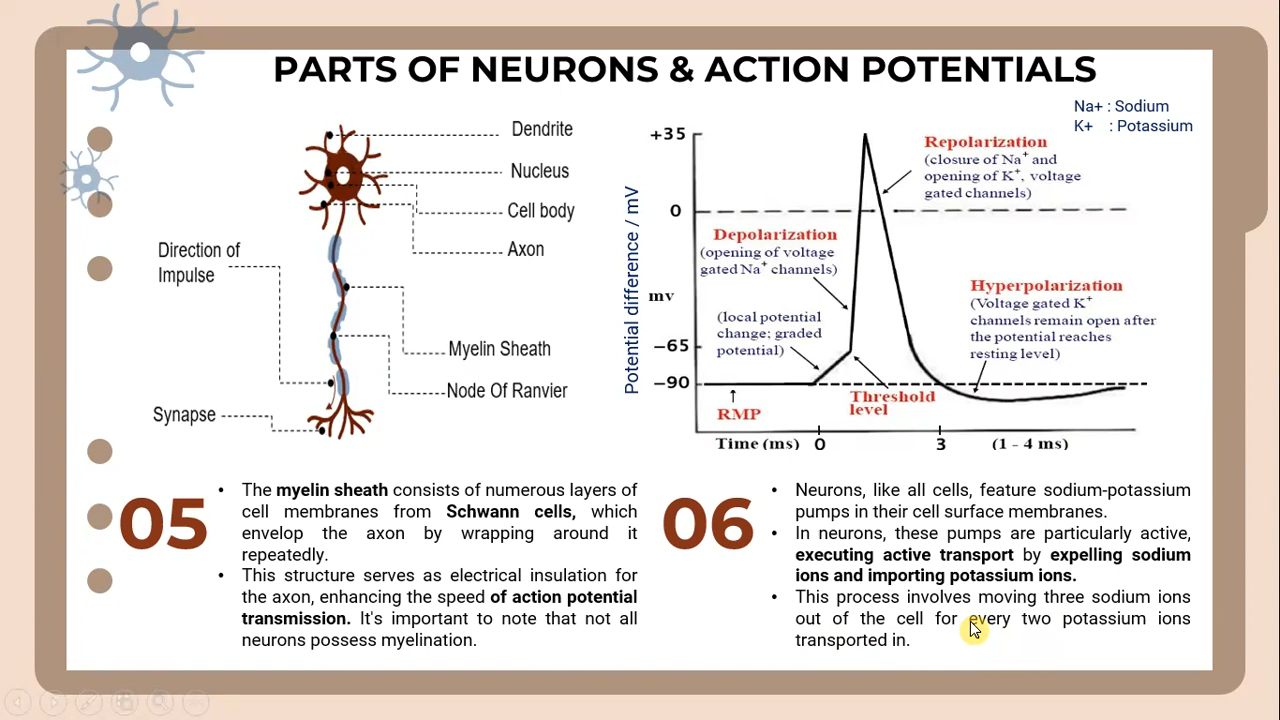 PARTS OF NEURONS & ACTION POTENTIALS
Na+ : Sodium
K+ : Potassium
Dendrite
Nucleus
Cell body
Axon
Direction of
Impulse
Myelin Sheath
Node Of Ranvier
Synapse
Potential difference / mV
+35
0
mv
−65
−90
Repolarization
(closure of Na+ and
opening of K+, voltage
gated channels)
Depolarization
(opening of voltage
gated Na+ channels)
(local potential
change; graded
potential)
Hyperpolarization
(Voltage gated K+
channels remain open after
the potential reaches
resting level)
RMP
Threshold
level
Time (ms) 0 3 (1 - 4 ms)
05
• The myelin sheath consists of numerous layers of
cell membranes from Schwann cells, which
envelop the axon by wrapping around it
repeatedly.
• This structure serves as electrical insulation for
the axon, enhancing the speed of action potential
transmission. It's important to note that not all
neurons possess myelination.
06
• Neurons, like all cells, feature sodium-potassium
pumps in their cell surface membranes.
• In neurons, these pumps are particularly active,
executing active transport by expelling sodium
ions and importing potassium ions.
• This process involves moving three sodium ions
out of the cell for every two potassium ions
transported in.